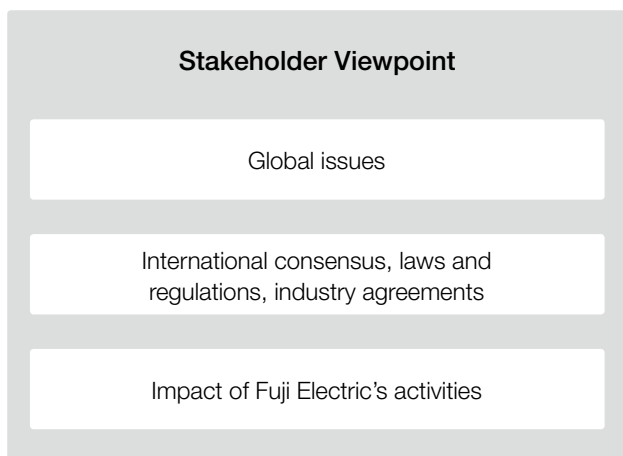 Stakeholder Viewpoint
Global issues
International consensus, laws and
regulations, industry agreements
Impact of Fuji Electric’s activities